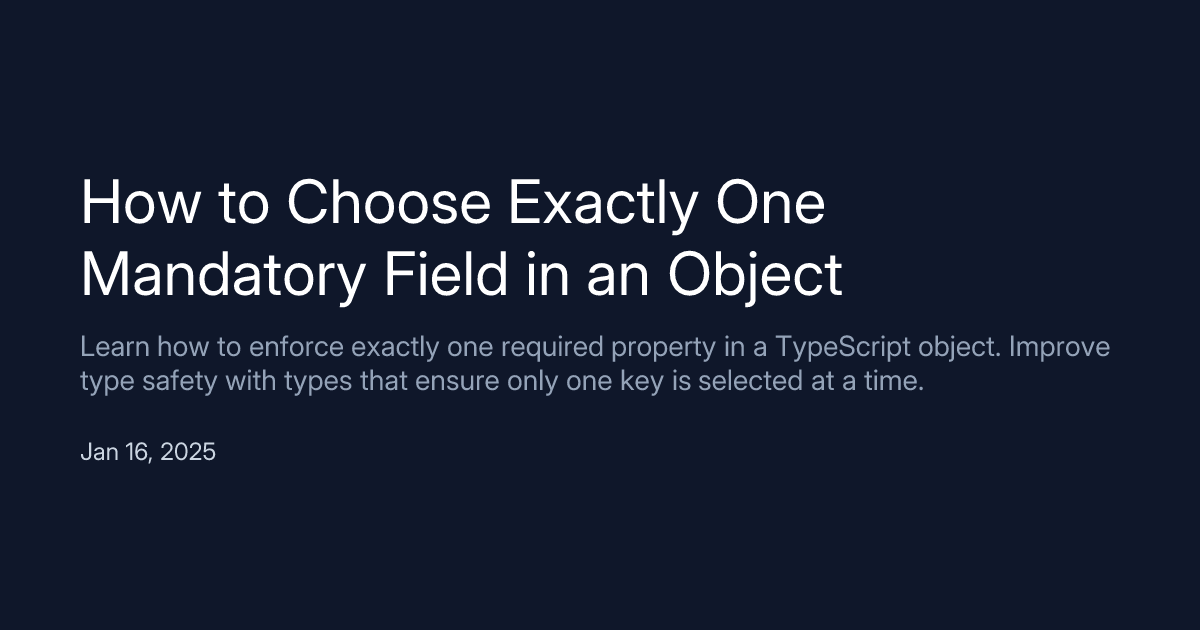 How to Choose Exactly One
Mandatory Field in an Object
Learn how to enforce exactly one required property in a TypeScript object. Improve
type safety with types that ensure only one key is selected at a time.
Jan 16, 2025